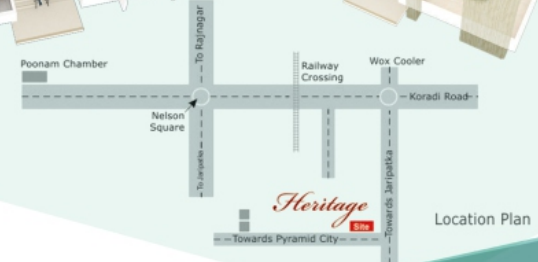 To Rajnagar
Poonam Chamber
Railway
Crossing
Wox Cooler
Koradi Road
Nelson
Square
To Jaripatka
Towards Jaripatka
Heritage
Site
Location Plan
Towards Pyramid City